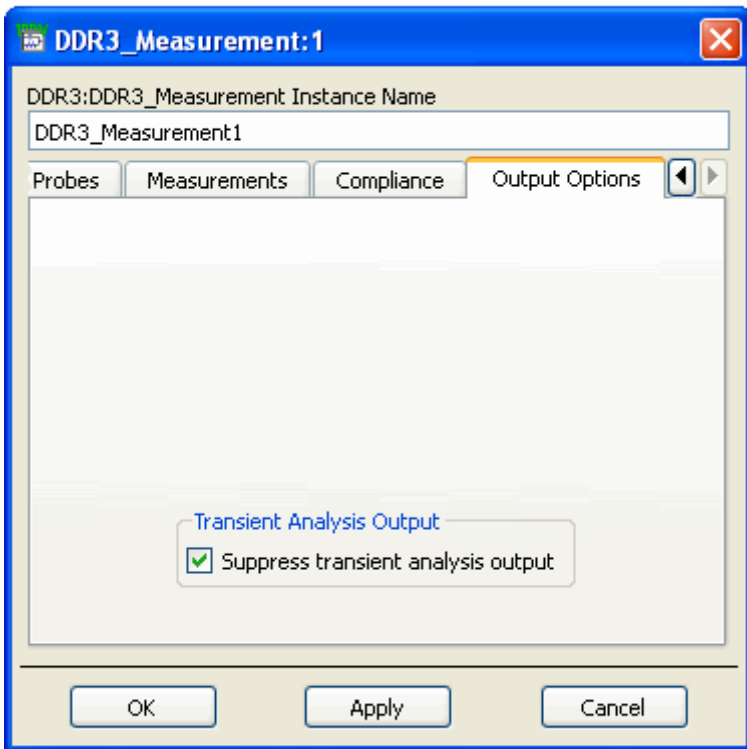 DDR3_Measurement:1
DDR3:DDR3_Measurement Instance Name
DDR3_Measurement1
Probes Measurements Compliance Output Options
Transient Analysis Output
Suppress transient analysis output
OK Apply Cancel